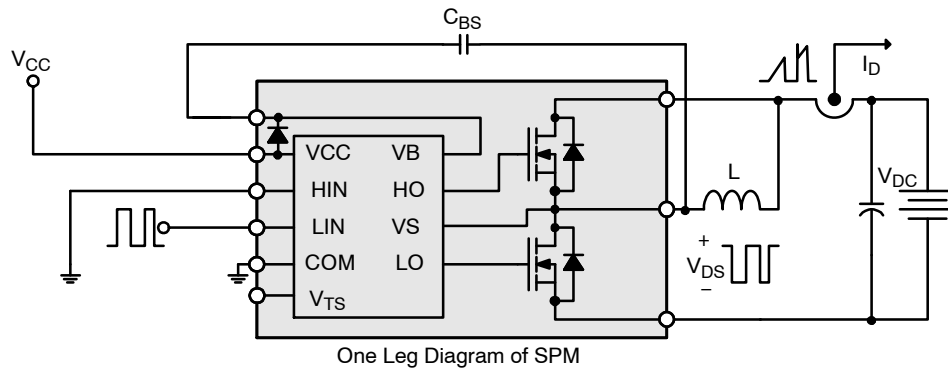 C_BS
V_CC
I_D
VCC VB
HIN HO
LIN VS
COM LO
V_TS
L
V_DC
+
V_DS
–
One Leg Diagram of SPM